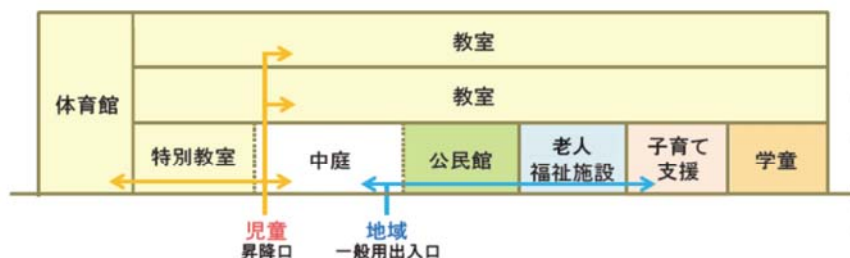 教室
教室
体育館
特別教室
中庭
公民館
老人
福祉施設
子育て
支援
学童
児童
昇降口
地域
一般用出入口